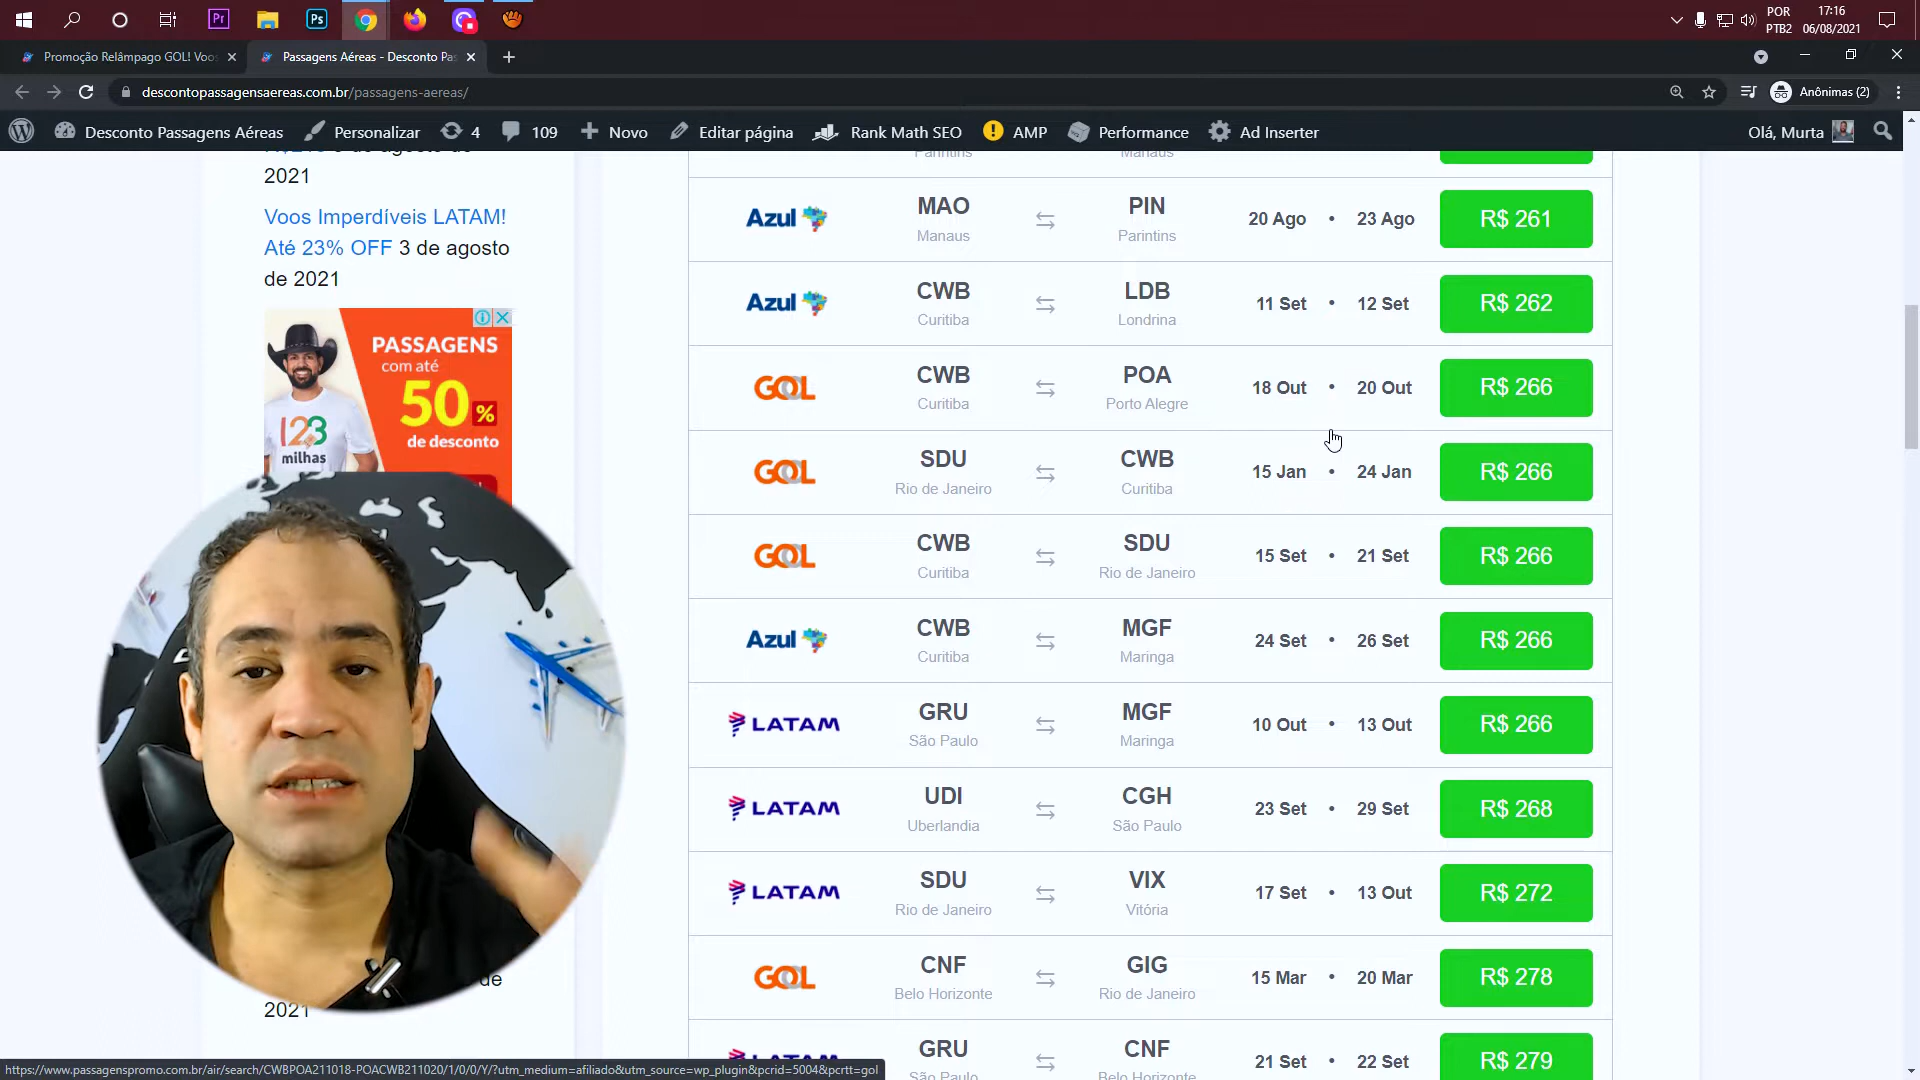 POR
17:16
PTB2
06/08/2021
Promoção Relâmpago GOL! Voos
Passagens Aéreas - Desconto Pas
descontopassagensaereas.com.br/passagens-aereas/
Anônimas (2)
Desconto Passagens Aéreas
Personalizar
4
109
Novo
Editar página
Rank Math SEO
AMP
Performance
Ad Inserter
Olá, Murta
2021
Voos Imperdíveis LATAM!
Até 23% OFF 3 de agosto
de 2021
PASSAGENS
com até
50%
de desconto
123
milhas
de
2021
Parintins
Manaus
Azul
MAO
Manaus
PIN
Parintins
20 Ago • 23 Ago
R$ 261
Azul
CWB
Curitiba
LDB
Londrina
11 Set • 12 Set
R$ 262
GOL
CWB
Curitiba
POA
Porto Alegre
18 Out • 20 Out
R$ 266
GOL
SDU
Rio de Janeiro
CWB
Curitiba
15 Jan • 24 Jan
R$ 266
GOL
CWB
Curitiba
SDU
Rio de Janeiro
15 Set • 21 Set
R$ 266
Azul
CWB
Curitiba
MGF
Maringa
24 Set • 26 Set
R$ 266
LATAM
GRU
São Paulo
MGF
Maringa
10 Out • 13 Out
R$ 266
LATAM
UDI
Uberlandia
CGH
São Paulo
23 Set • 29 Set
R$ 268
LATAM
SDU
Rio de Janeiro
VIX
Vitória
17 Set • 13 Out
R$ 272
GOL
CNF
Belo Horizonte
GIG
Rio de Janeiro
15 Mar • 20 Mar
R$ 278
LATAM
GRU
São Paulo
CNF
Belo Horizonte
21 Set • 22 Set
R$ 279
https://www.passagenspromo.com.br/air/search/CWBPOA211018-POACWB211020/1/0/0/Y/?utm_medium=afiliado&utm_source=wp_plugin&pcrid=5004&pcrtt=gol